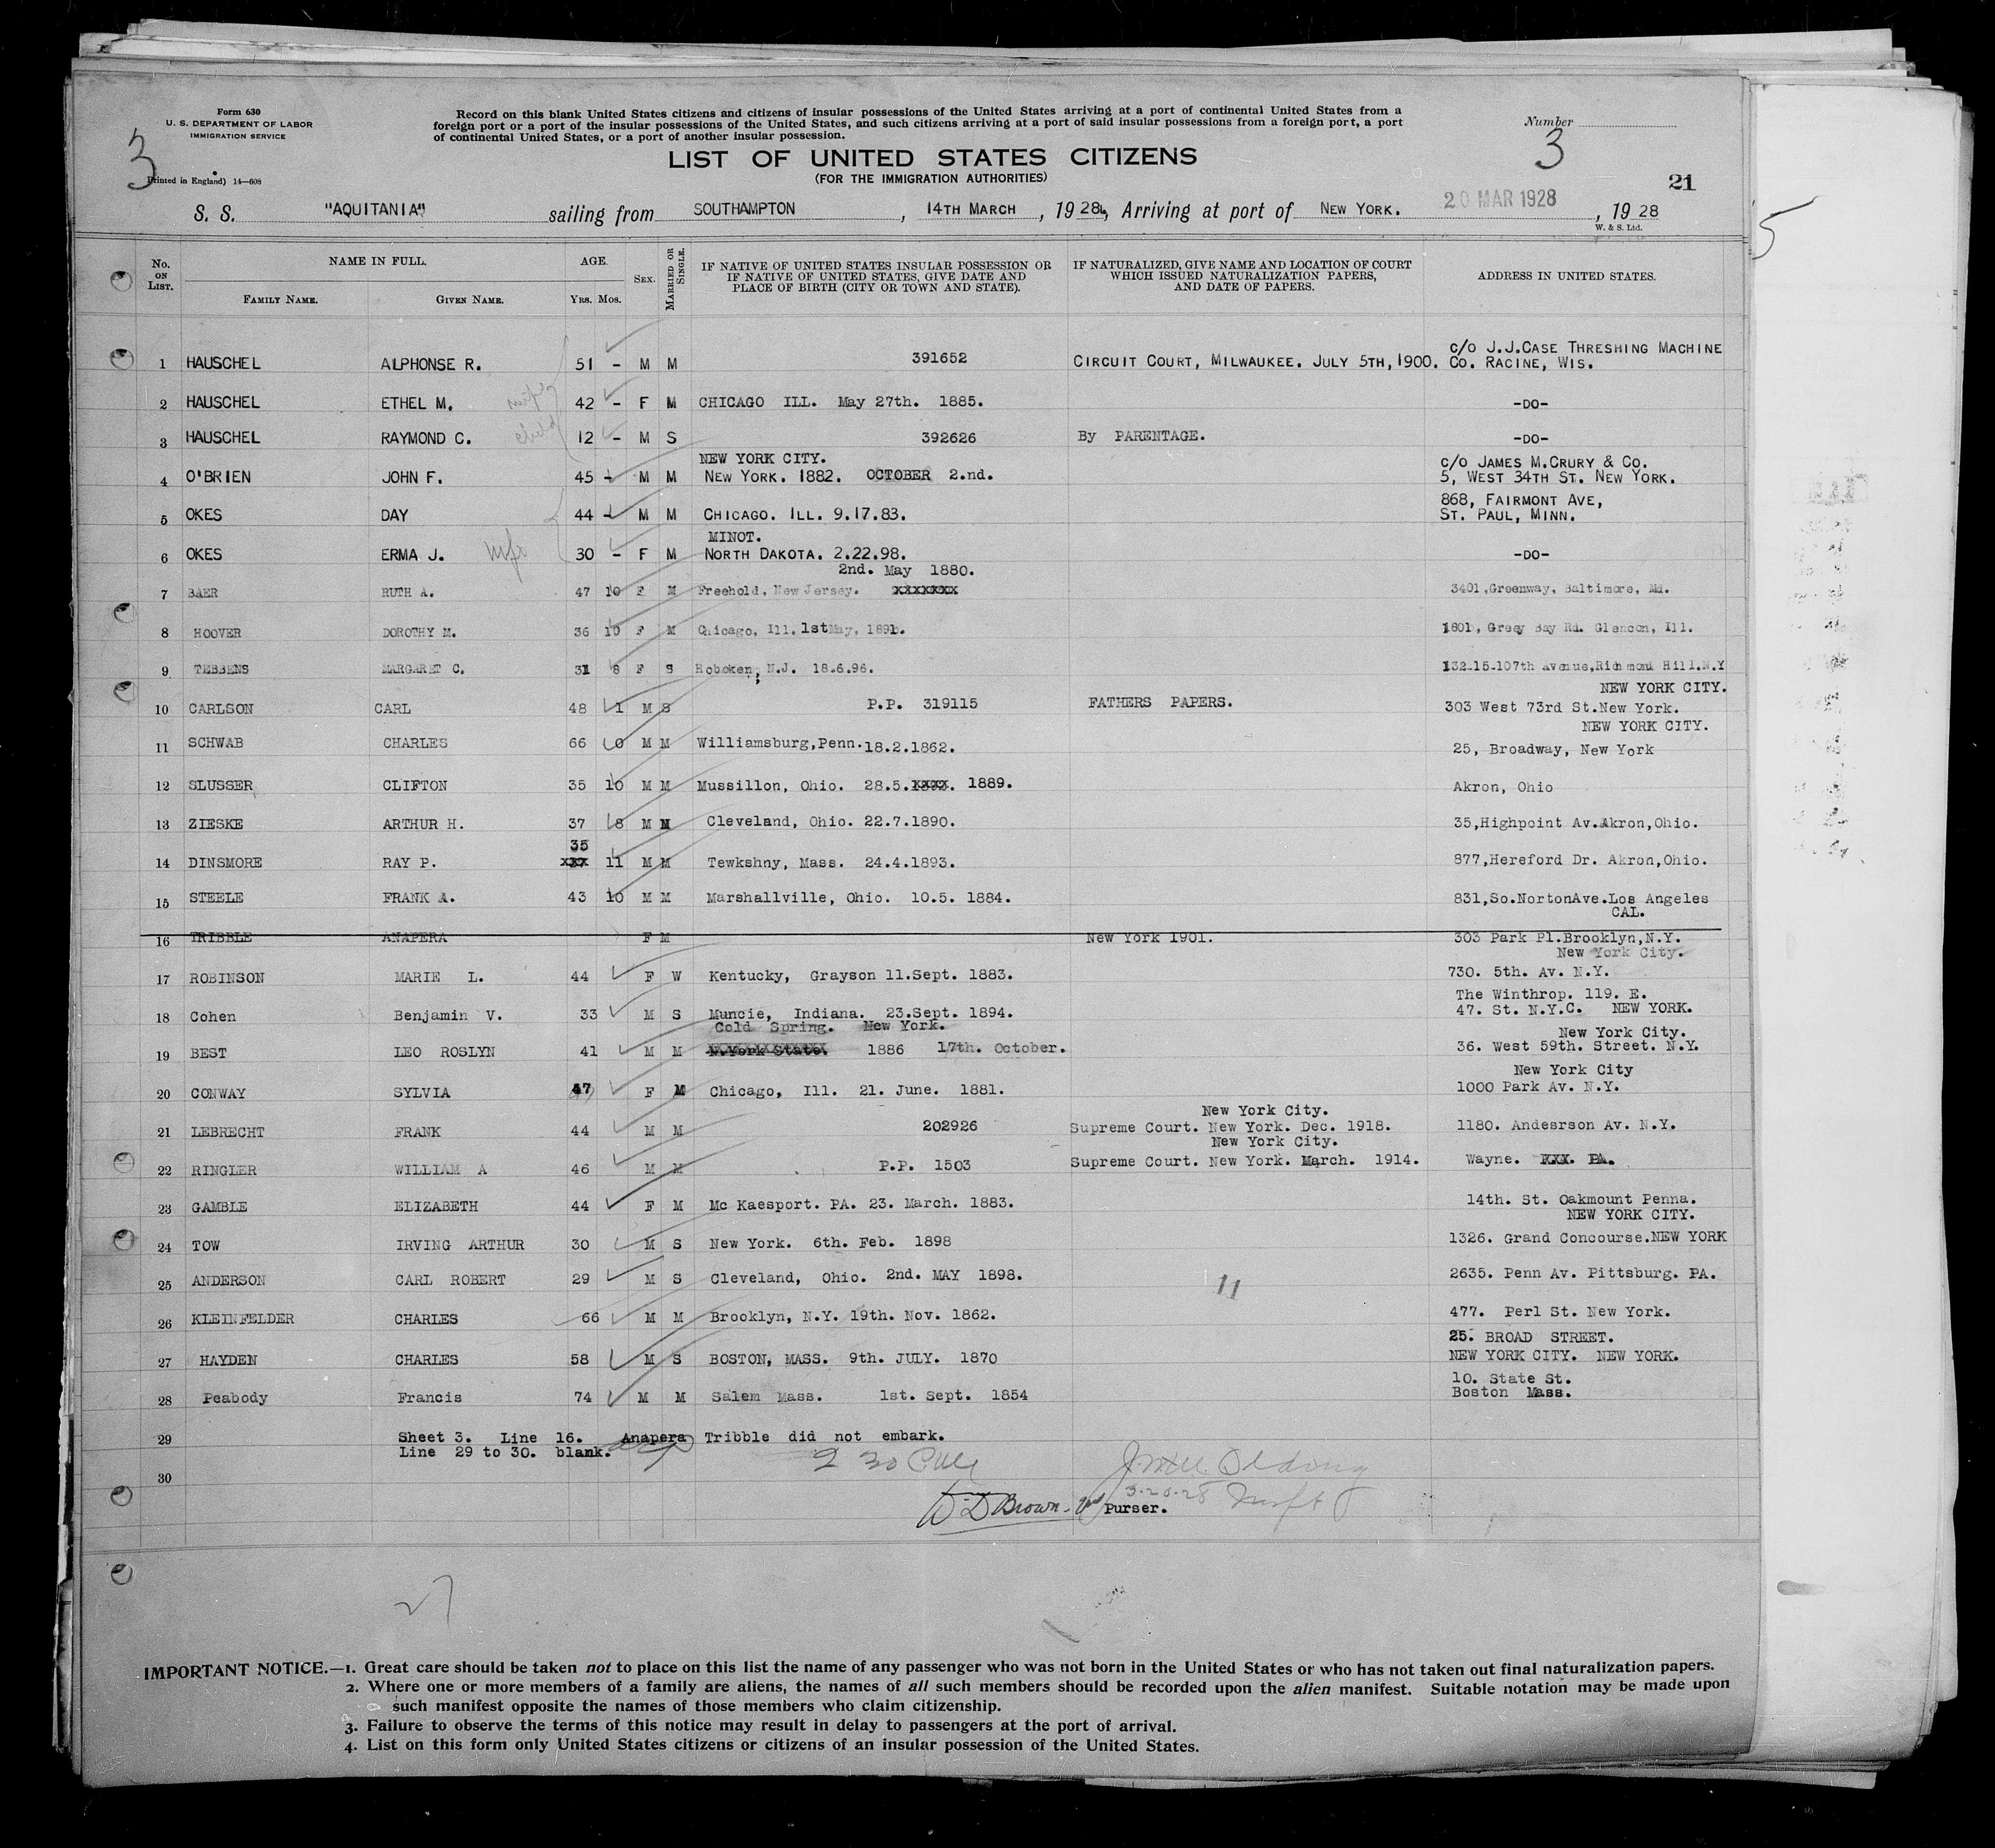 Form 630
U. S. DEPARTMENT OF LABOR
IMMIGRATION SERVICE
Record on this blank United States citizens and citizens of insular possessions of the United States arriving at a port of continental United States from a
foreign port or a port of the insular possessions of the United States, and such citizens arriving at a port of said insular possessions from a foreign port, a port
of continental United States, or a port of another insular possession.
Number
3
3
Printed in England) 14—608
LIST OF UNITED STATES CITIZENS
(FOR THE IMMIGRATION AUTHORITIES)
21
S. S. "AQUITANIA" sailing from SOUTHAMPTON, 14TH MARCH, 1928, Arriving at port of NEW YORK. 20 MAR 1928, 1928
W. & S. Ltd.
5
No. ON LIST. NAME IN FULL. AGE. SEX. MARRIED OR SINGLE. IF NATIVE OF UNITED STATES INSULAR POSSESSION OR IF NATIVE OF UNITED STATES, GIVE DATE AND PLACE OF BIRTH (CITY OR TOWN AND STATE). IF NATURALIZED, GIVE NAME AND LOCATION OF COURT WHICH ISSUED NATURALIZATION PAPERS, AND DATE OF PAPERS. ADDRESS IN UNITED STATES.
FAMILY NAME. GIVEN NAME. YRS. MOS.
c/o J.J.CASE THRESHING MACHINE
1 HAUSCHEL ALPHONSE R. 51 – M M 391652 CIRCUIT COURT, MILWAUKEE. JULY 5TH, 1900. CO. RACINE, WIS.
2 HAUSCHEL ETHEL M. wife 42 – F M CHICAGO ILL. May 27th. 1885. –DO–
3 HAUSCHEL RAYMOND C. child 12 – M S 392626 By PARENTAGE. –DO–
NEW YORK CITY. c/o JAMES M.CRURY & CO.
4 O'BRIEN JOHN F. 45 – M M NEW YORK. 1882. OCTOBER 2.nd. 5, WEST 34TH ST. NEW YORK.
868, FAIRMONT AVE,
5 OKES DAY 44 – M M CHICAGO. ILL. 9.17.83. ST. PAUL, MINN.
MINOT.
6 OKES ERMA J. 30 – F M NORTH DAKOTA. 2.22.98. –DO–
2nd. May 1880.
7 BAER RUTH A. 47 10 F M Freehold, New Jersey. xxxxxxx 3401,Greenway, Baltimore, Md.
8 HOOVER DOROTHY M. 36 10 F M Chicago, Ill. 1st May, 1891. 1801, Greey Bay Rd. Glencon, Ill.
9 TEBBENS MARGARET C. 31 8 F S Hoboken, N.J. 18.6.96. 132-15-107th avenue,Richmond Hill.N.Y
NEW YORK CITY.
10 CARLSON CARL 48 1 M S P.P. 319115 FATHERS PAPERS. 303 West 73rd St.New York.
NEW YORK CITY.
11 SCHWAB CHARLES 66 0 M M Williamsburg,Penn.18.2.1862. 25, Broadway, New York
12 SLUSSER CLIFTON 35 10 M M Mussillon, Ohio. 28.5.xxxx. 1889. Akron, Ohio
13 ZIESKE ARTHUR H. 37 8 M M Cleveland, Ohio. 22.7.1890. 35,Highpoint Av.Akron,Ohio.
35
14 DINSMORE RAY P. xxx 11 M M Tewkshny, Mass. 24.4.1893. 877,Hereford Dr. Akron,Ohio.
15 STEELE FRANK A. 43 10 M M Marshallville, Ohio. 10.5. 1884. 831,So.NortonAve.Los Angeles
CAL.
16 TRIBBLE ANAPERA F M New York 1901. 303 Park Pl.Brooklyn,N.Y.
New York City.
17 ROBINSON MARIE L. 44 F W Kentucky, Grayson 11.Sept. 1883. 730. 5th. Av. N.Y.
The Winthrop. 119. E.
18 Cohen Benjamin V. 33 M S Muncie, Indiana. 23.Sept. 1894. 47. St. N.Y.C. NEW YORK.
Cold Spring. New York. New York City.
19 BEST LEO ROSLYN 41 M M N.York State. 1886 17th. October. 36. West 59th. Street. N.Y.
New York City
20 CONWAY SYLVIA 47 F M Chicago, Ill. 21. June. 1881. 1000 Park Av. N.Y.
New York City.
21 LEBRECHT FRANK 44 M M 202926 Supreme Court. New York. Dec. 1918. 1180. Andesrson Av. N.Y.
New York City.
22 RINGLER WILLIAM A 46 M M P.P. 1503 Supreme Court. New York. March. 1914. Wayne. XXX. PA.
23 GAMBLE ELIZABETH 44 F M Mc Kaesport. PA. 23. March. 1883. 14th. St. Oakmount Penna.
NEW YORK CITY.
24 TOW IRVING ARTHUR 30 M S New York. 6th. Feb. 1898 1326. Grand Concourse.NEW YORK
25 ANDERSON CARL ROBERT 29 M S Cleveland, Ohio. 2nd. MAY 1898. 2635. Penn Av. Pittsburg. PA.
11
26 KLEINFELDER CHARLES 66 M M Brooklyn, N.Y. 19th. Nov. 1862. 477. Perl St. New York.
25. BROAD STREET.
27 HAYDEN CHARLES 58 M S BOSTON, MASS. 9th. JULY. 1870 NEW YORK CITY. NEW YORK.
10. State St.
28 Peabody Francis 74 M M Salem Mass. 1st. Sept. 1854 Boston Mass.
29 Sheet 3. Line 16. Anapera Tribble did not embark.
Line 29 to 30. blank.
30
3-20-28
W D Brown Purser.
27
IMPORTANT NOTICE.—1. Great care should be taken not to place on this list the name of any passenger who was not born in the United States or who has not taken out final naturalization papers.
2. Where one or more members of a family are aliens, the names of all such members should be recorded upon the alien manifest. Suitable notation may be made upon
such manifest opposite the names of those members who claim citizenship.
3. Failure to observe the terms of this notice may result in delay to passengers at the port of arrival.
4. List on this form only United States citizens or citizens of an insular possession of the United States.